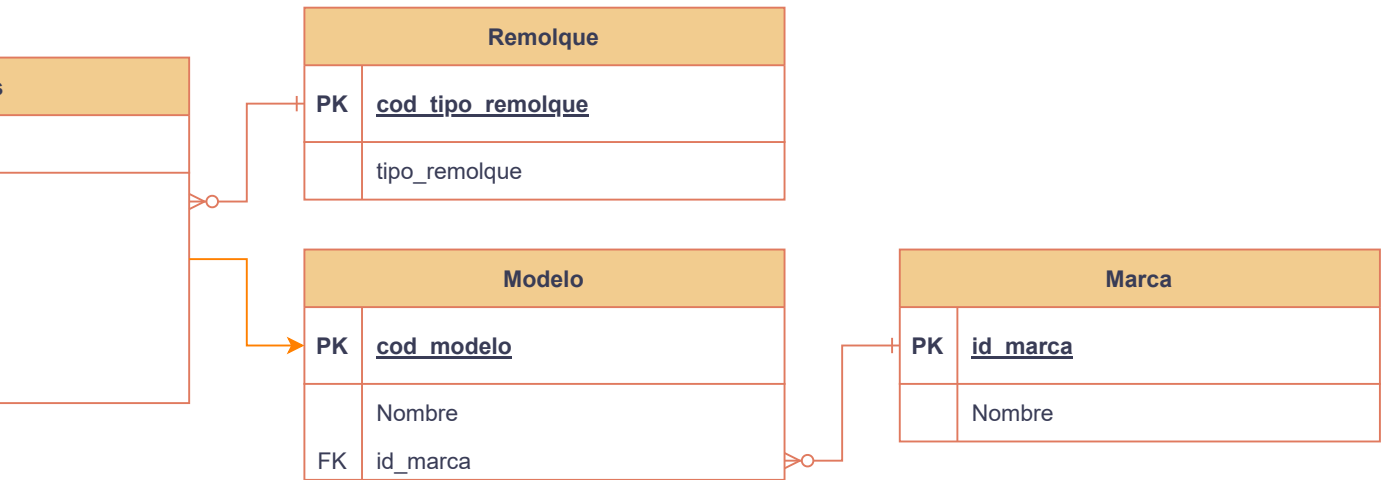 Remolque
PK cod_tipo_remolque
tipo_remolque
Modelo
PK cod_modelo
Nombre
FK id_marca
Marca
PK id_marca
Nombre